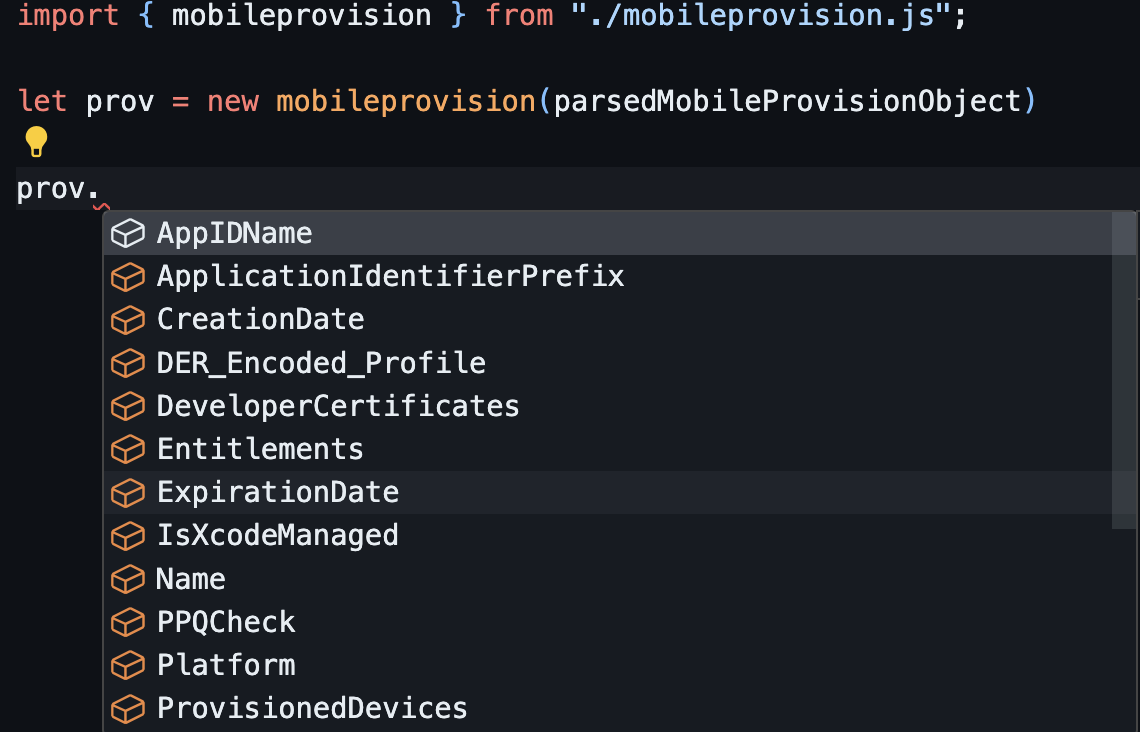 import { mobileprovision } from "./mobileprovision.js";
let prov = new mobileprovision(parsedMobileProvisionObject)
prov.
AppIDName
ApplicationIdentifierPrefix
CreationDate
DER_Encoded_Profile
DeveloperCertificates
Entitlements
ExpirationDate
IsXcodeManaged
Name
PPQCheck
Platform
ProvisionedDevices